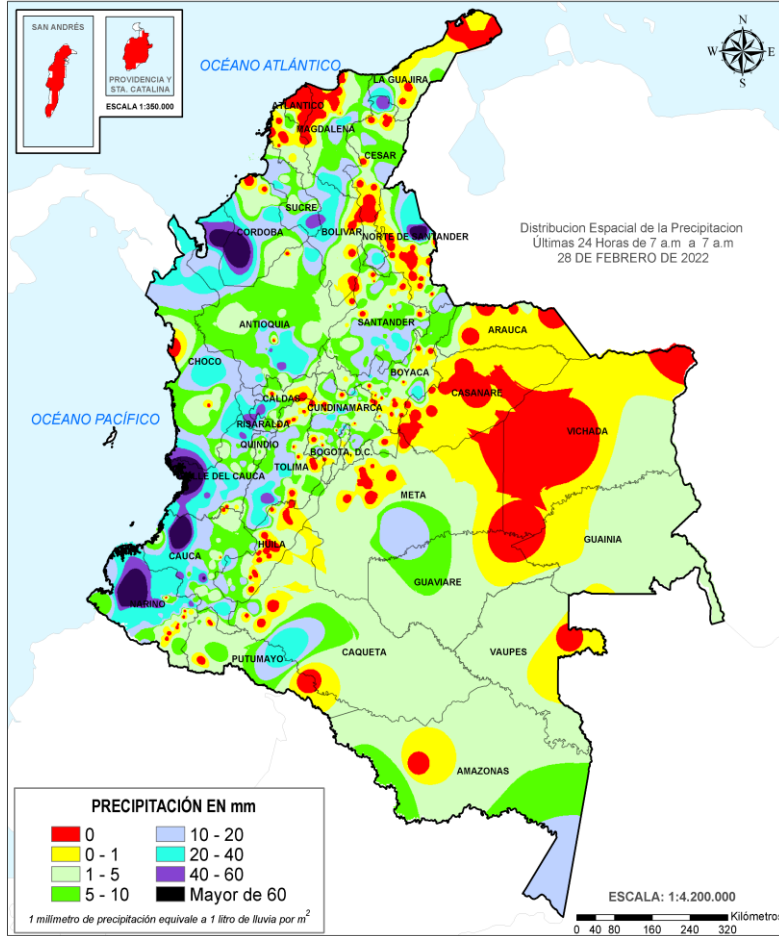 SAN ANDRÉS
PROVIDENCIA Y
STA. CATALINA
ESCALA 1:350.000
OCÉANO ATLÁNTICO
N
W E
S
LA GUAJIRA
ATLANTICO
MAGDALENA
CESAR
SUCRE
CORDOBA
BOLIVAR
NORTE DE SANTANDER
Distribucion Espacial de la Precipitacion
Últimas 24 Horas de 7 a.m a 7 a.m
28 DE FEBRERO DE 2022
ANTIOQUIA
SANTANDER
ARAUCA
CHOCO
BOYACA
CASANARE
OCÉANO PACÍFICO
CALDAS
CUNDINAMARCA
RISARALDA
VICHADA
QUINDIO
BOGOTA, D.C.
TOLIMA
VALLE DEL CAUCA
META
CAUCA
HUILA
GUAINIA
GUAVIARE
NARIÑO
PUTUMAYO
CAQUETA
VAUPES
AMAZONAS
PRECIPITACIÓN EN mm
0
0 - 1
1 - 5
5 - 10
10 - 20
20 - 40
40 - 60
Mayor de 60
1 milímetro de precipitación equivale a 1 litro de lluvia por m²
ESCALA: 1:4.200.000
Kilómetros
0 40 80 160 240 320